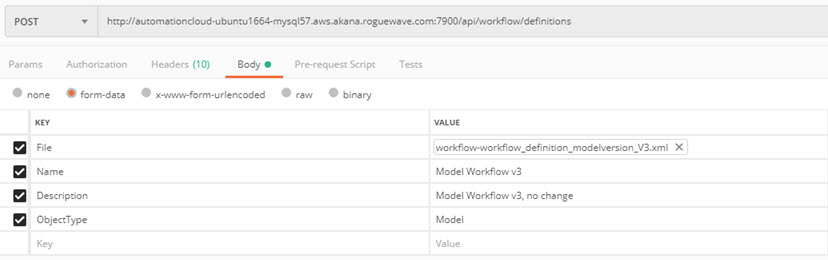 POST http://automationcloud-ubuntu1664-mysql57.aws.akana.roguewave.com:7900/api/workflow/definitions
Params Authorization Headers (10) Body Pre-request Script Tests
none form-data x-www-form-urlencoded raw binary
KEY VALUE
File workflow-workflow_definition_modelversion_V3.xml
Name Model Workflow v3
Description Model Workflow v3, no change
ObjectType Model
Key Value